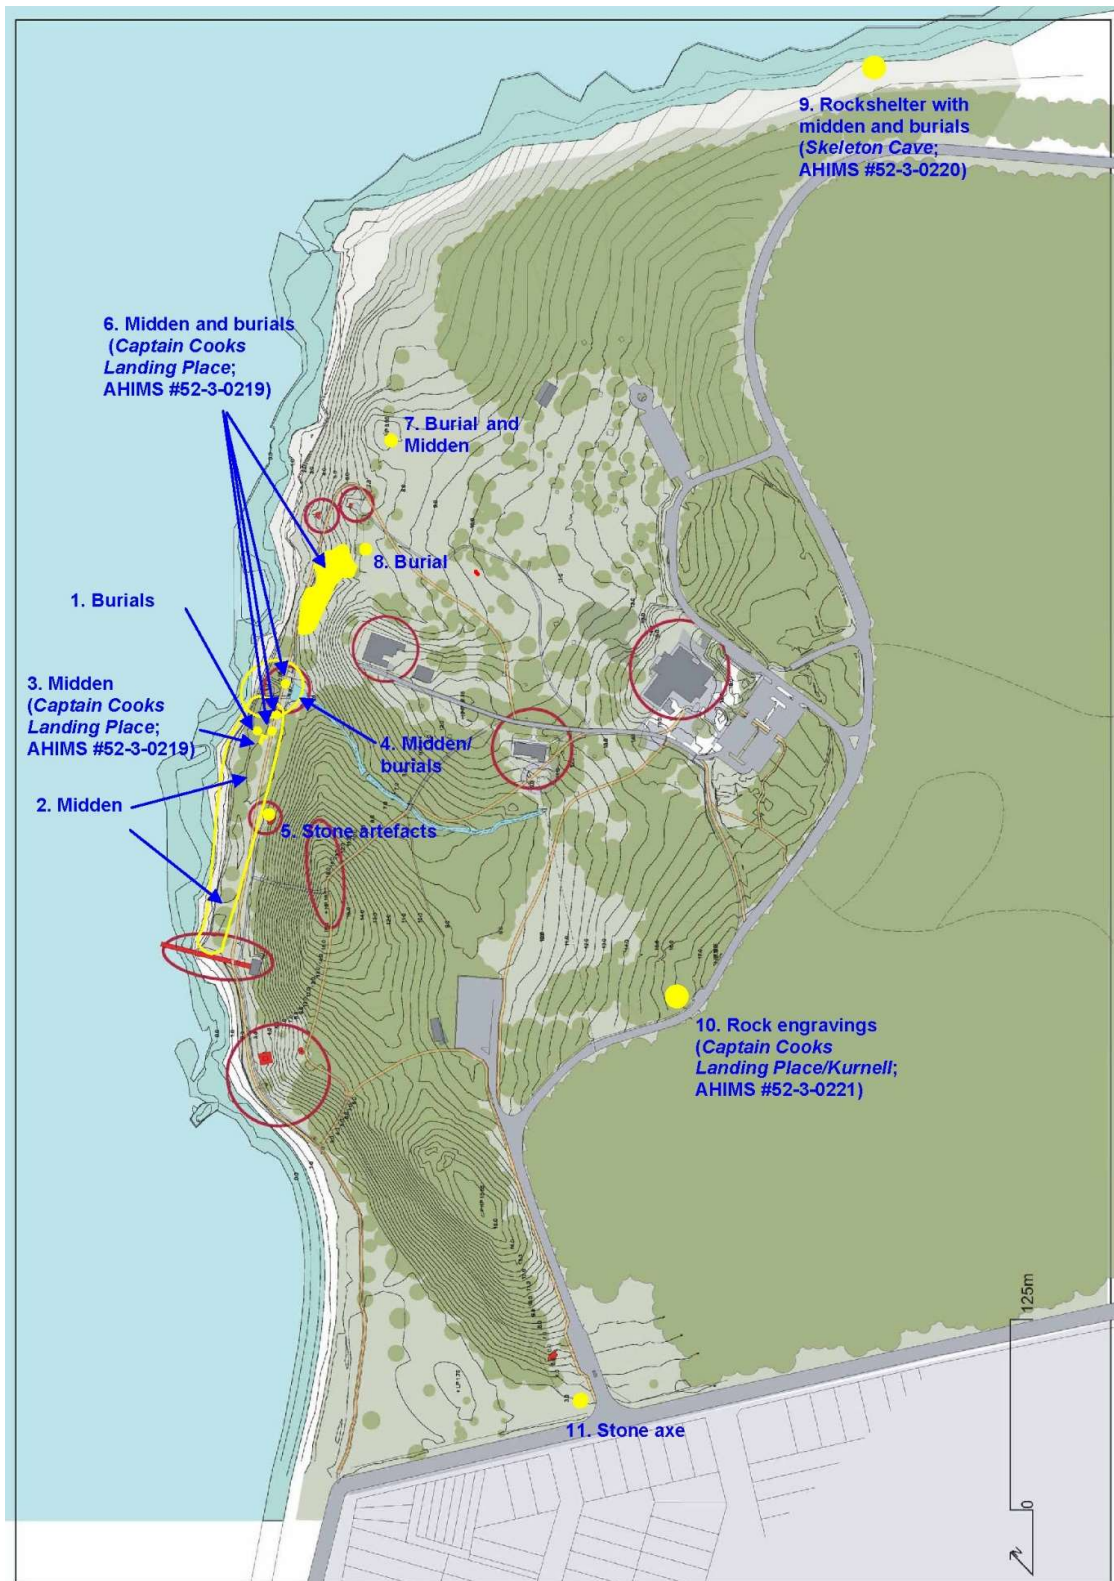 9. Rockshelter with
midden and burials
(Skeleton Cave;
AHIMS #52-3-0220)
6. Midden and burials
(Captain Cooks
Landing Place;
AHIMS #52-3-0219)
7. Burial and
Midden
8. Burial
1. Burials
3. Midden
(Captain Cooks
Landing Place;
AHIMS #52-3-0219)
4. Midden/
burials
2. Midden
5. Stone artefacts
10. Rock engravings
(Captain Cooks
Landing Place/Kurnell;
AHIMS #52-3-0221)
125m
0
11. Stone axe
N